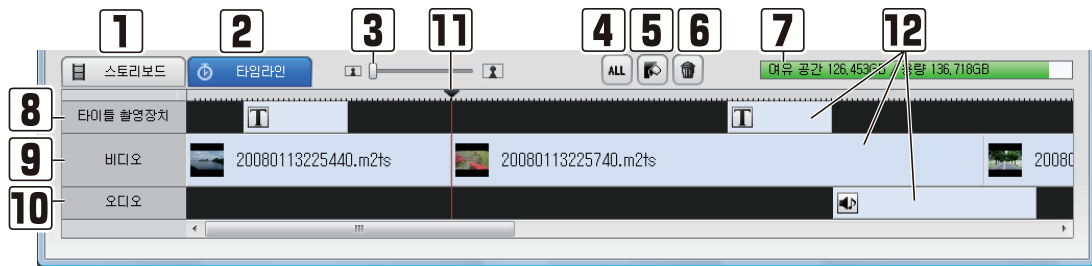 1 2 3 11 4 5 6 7 12
스토리보드 타임라인 ALL 여유 공간 126,453GB / 용량 136,718GB
8 타이틀 촬영장치 T T
9 비디오 20080113225440.m2ts 20080113225740.m2ts 20080
10 오디오